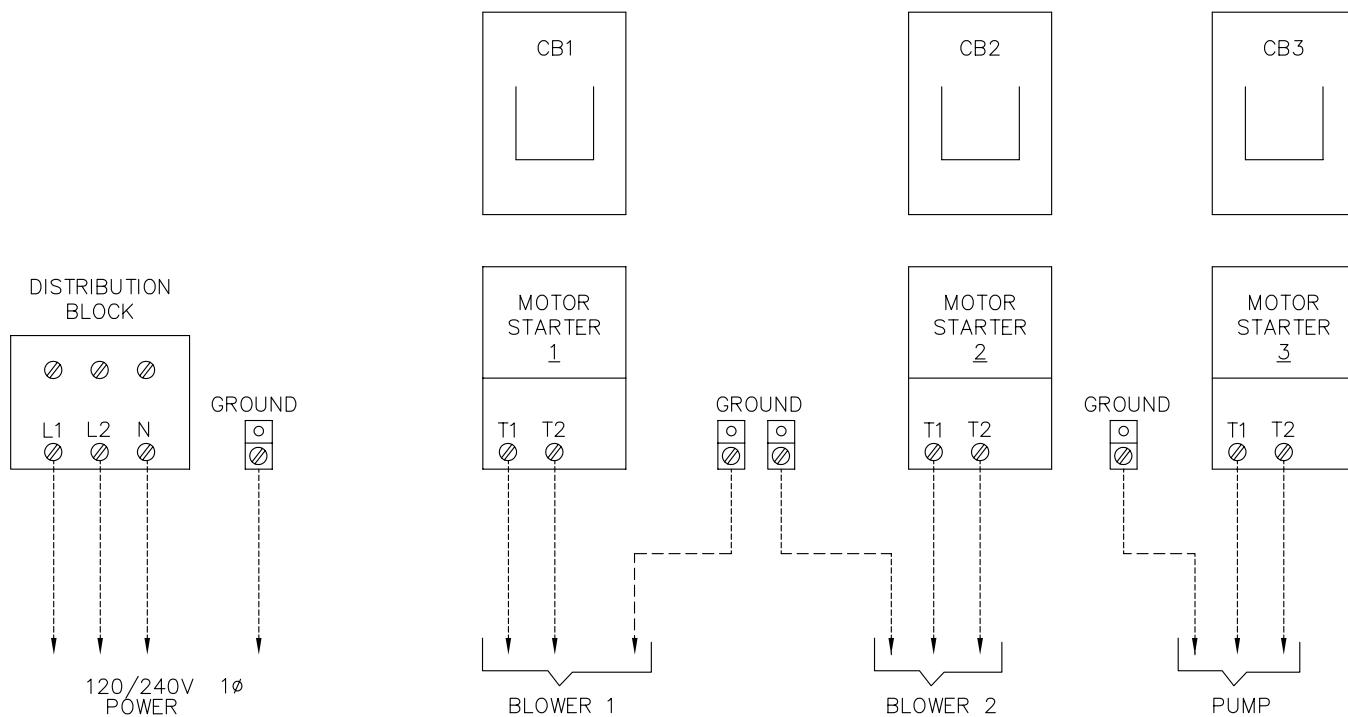 CB1
CB2
CB3
DISTRIBUTION
BLOCK
L1 L2 N
GROUND
MOTOR
STARTER
1
T1 T2
GROUND
MOTOR
STARTER
2
T1 T2
GROUND
MOTOR
STARTER
3
T1 T2
120/240V 1ø
POWER
BLOWER 1
BLOWER 2
PUMP